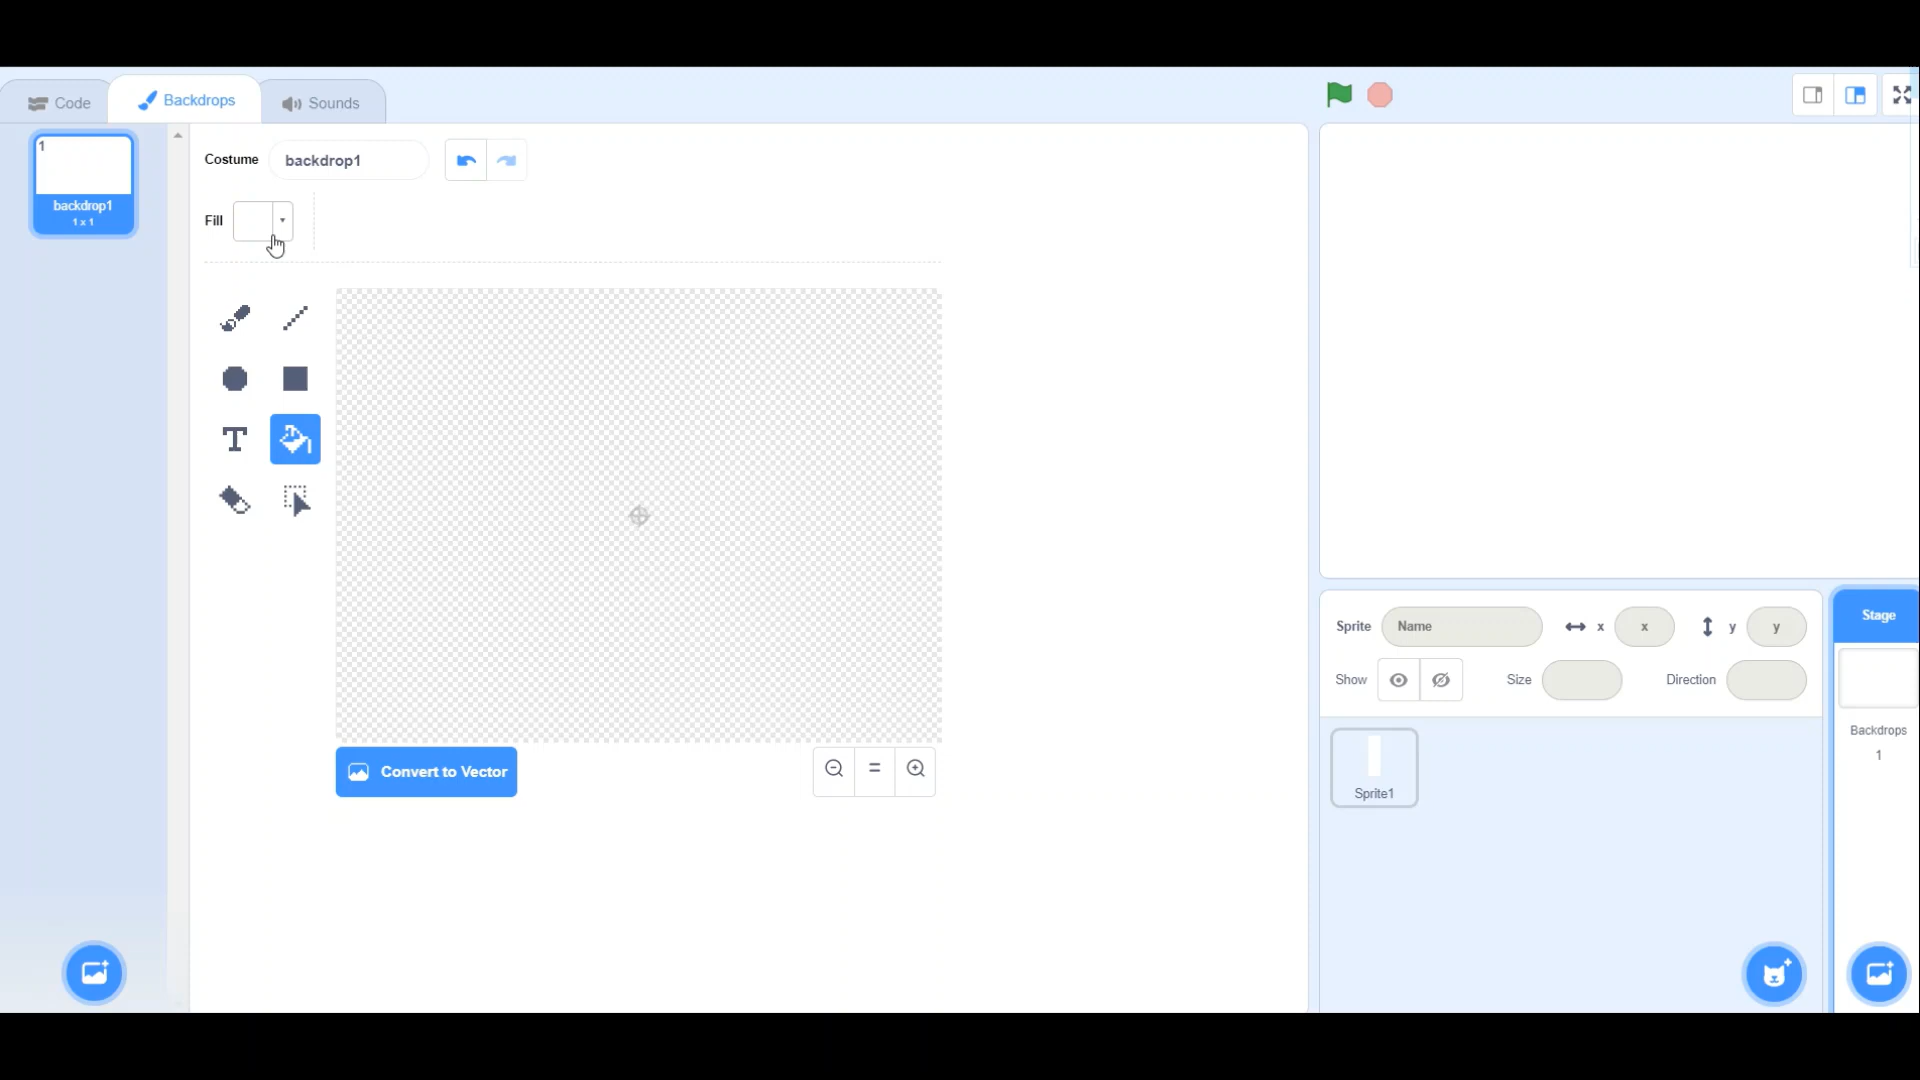 Code
Backdrops
Sounds
1
backdrop1
1 x 1
Costume
backdrop1
Fill
T
Convert to Vector
=
Sprite
Name
x
x
y
y
Show
Size
Direction
Sprite1
Stage
Backdrops
1